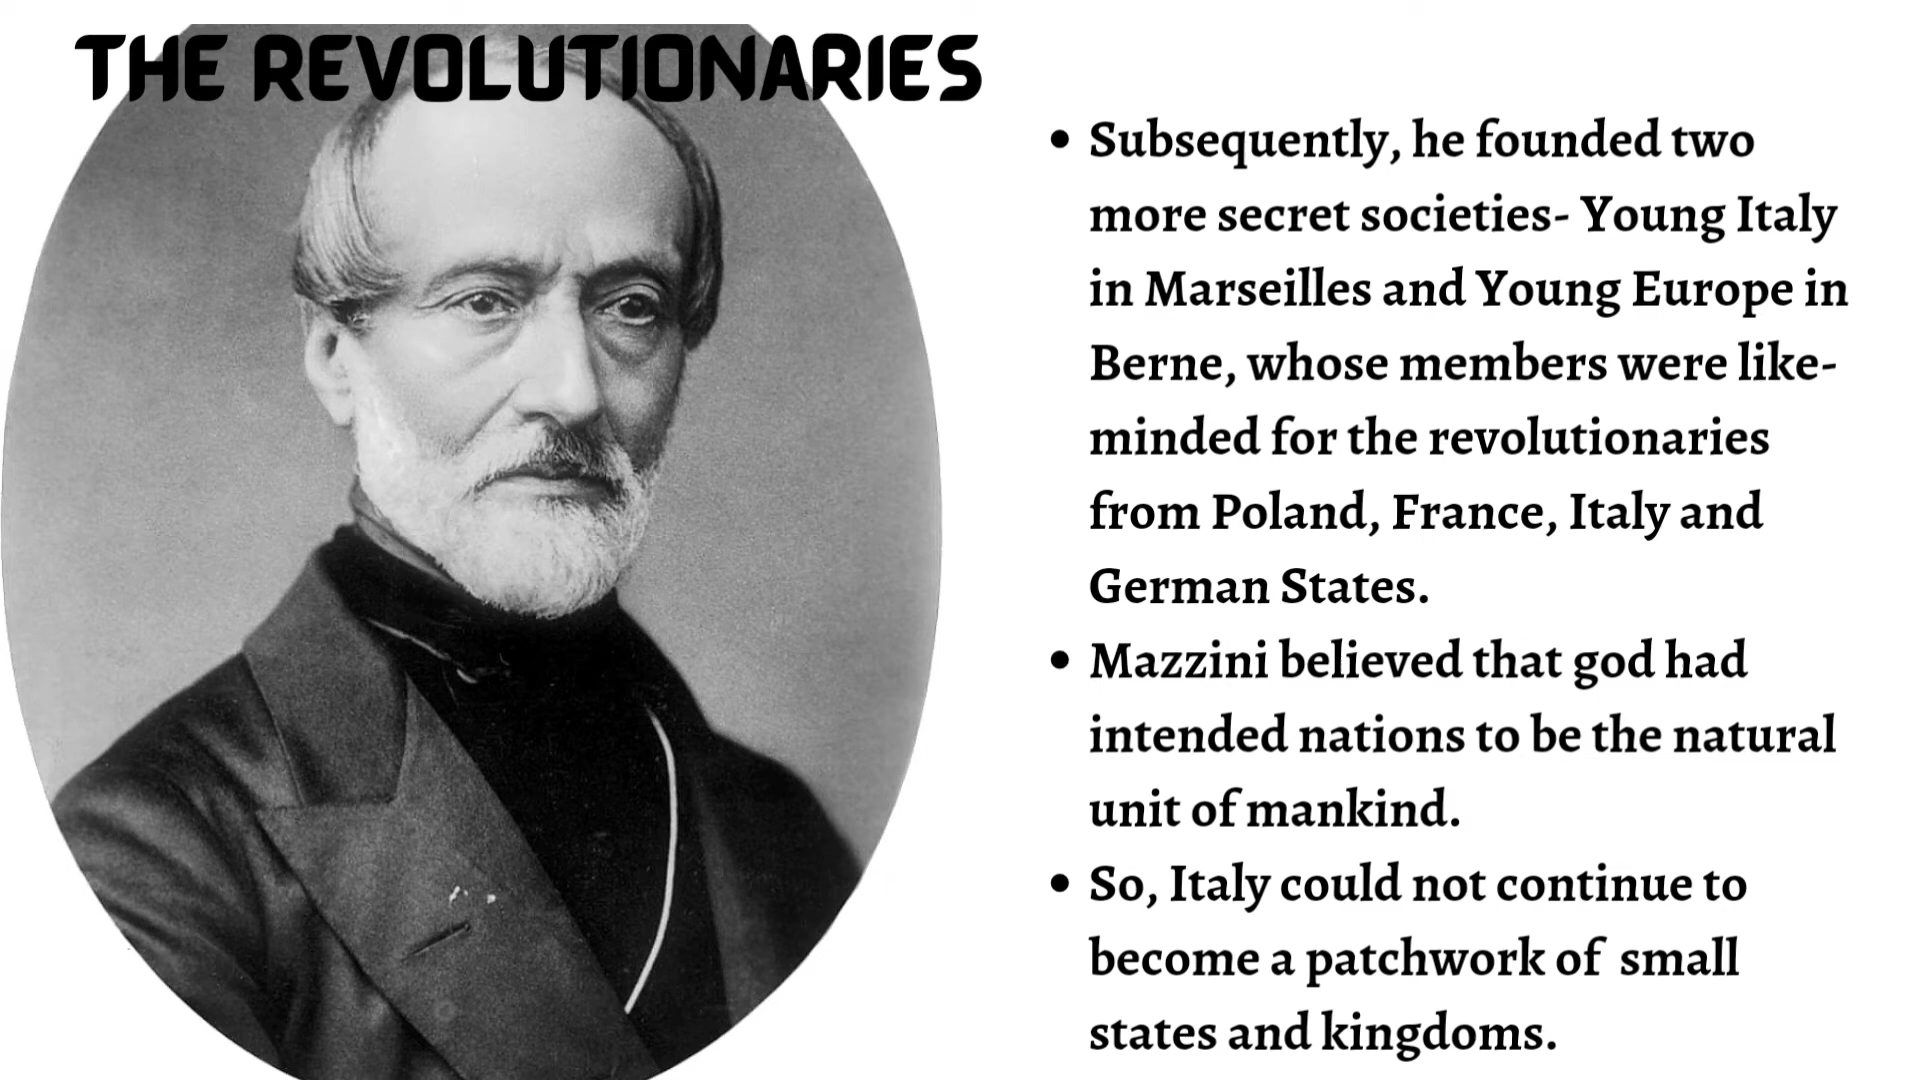 THE REVOLUTIONARIES
• Subsequently, he founded two
more secret societies- Young Italy
in Marseilles and Young Europe in
Berne, whose members were like-
minded for the revolutionaries
from Poland, France, Italy and
German States.
• Mazzini believed that god had
intended nations to be the natural
unit of mankind.
• So, Italy could not continue to
become a patchwork of small
states and kingdoms.